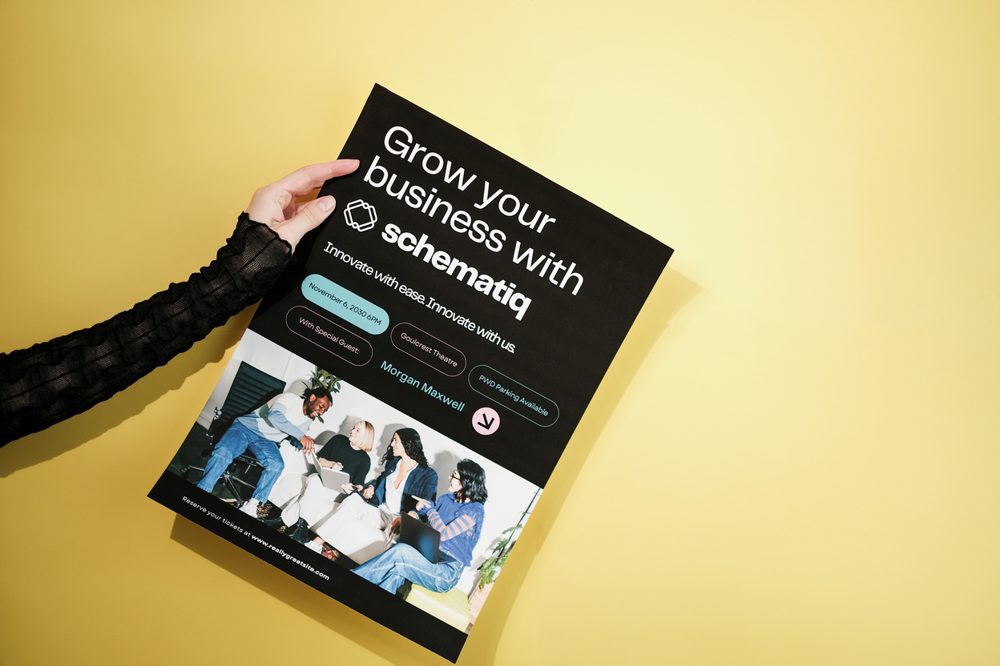 Grow your
business with
schematiq
Innovate with ease. Innovate with us.
November 6, 2030 6PM
Goulcrest Theatre
PWD Parking Available
With Special Guest:
Morgan Maxwell
Reserve your tickets at www.reallygreatsite.com